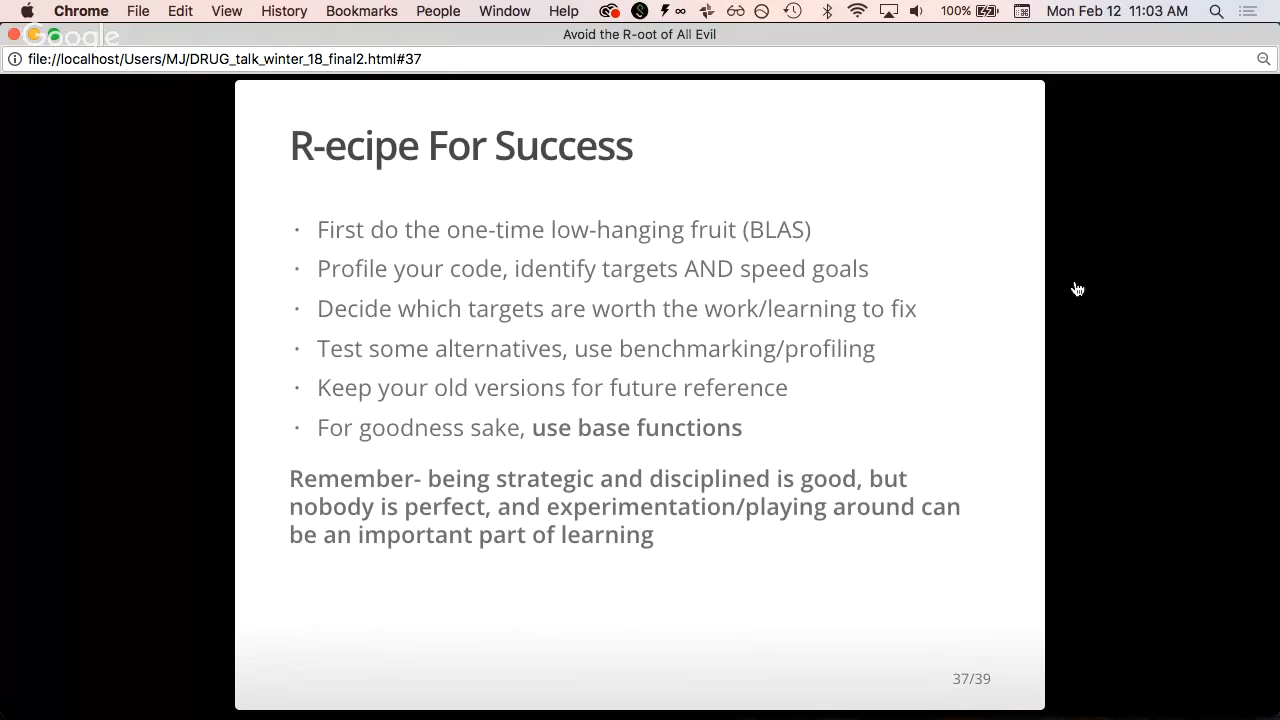 Chrome File Edit View History Bookmarks People Window Help 100% Mon Feb 12 11:03 AM
Google
Avoid the R-oot of All Evil
file://localhost/Users/MJ/DRUG_talk_winter_18_final2.html#37
R-ecipe For Success
· First do the one-time low-hanging fruit (BLAS)
· Profile your code, identify targets AND speed goals
· Decide which targets are worth the work/learning to fix
· Test some alternatives, use benchmarking/profiling
· Keep your old versions for future reference
· For goodness sake, use base functions
Remember- being strategic and disciplined is good, but
nobody is perfect, and experimentation/playing around can
be an important part of learning
37/39